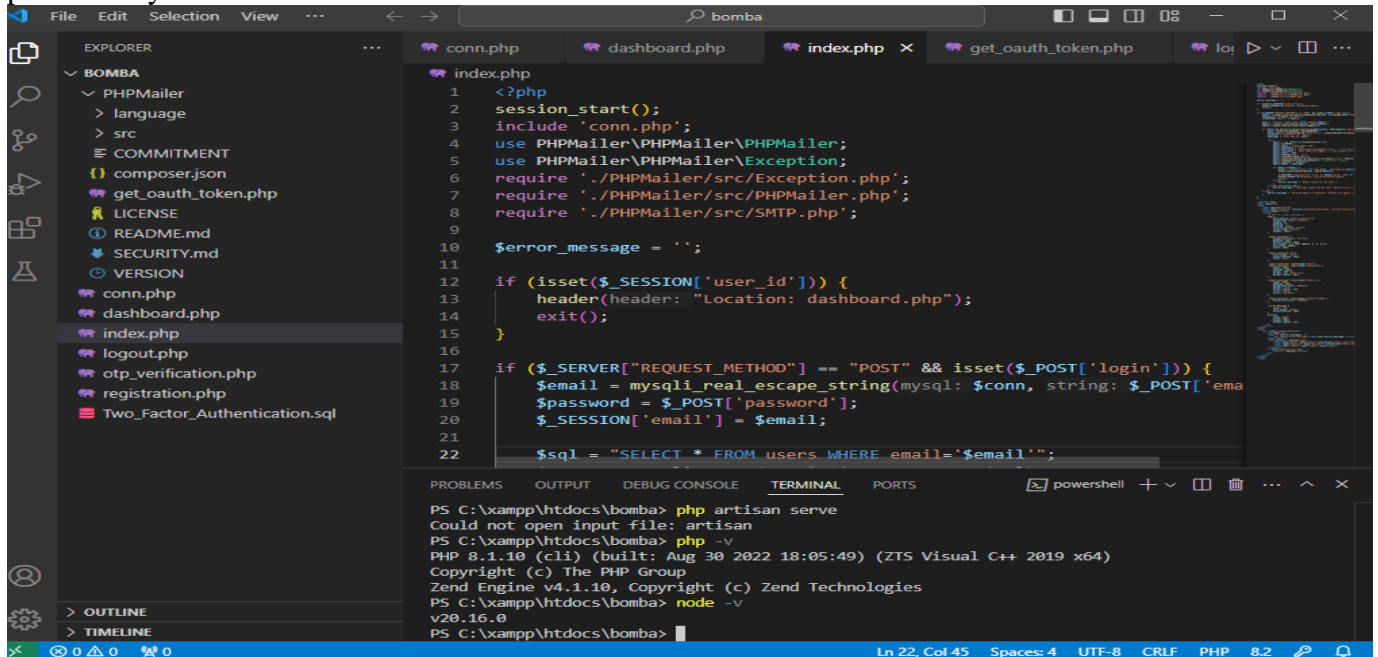 File Edit Selection View ··· ← → bomba
EXPLORER ···
BOMBA
PHPMailer
language
src
COMMITMENT
{} composer.json
get_oauth_token.php
LICENSE
README.md
SECURITY.md
VERSION
conn.php
dashboard.php
index.php
logout.php
otp_verification.php
registration.php
Two_Factor_Authentication.sql
OUTLINE
TIMELINE
conn.php dashboard.php index.php × get_oauth_token.php ···
index.php
1 <?php
2 session_start();
3 include 'conn.php';
4 use PHPMailer\PHPMailer\PHPMailer;
5 use PHPMailer\PHPMailer\Exception;
6 require './PHPMailer/src/Exception.php';
7 require './PHPMailer/src/PHPMailer.php';
8 require './PHPMailer/src/SMTP.php';
9
10 $error_message = '';
11
12 if (isset($_SESSION['user_id'])) {
13 header(header: "Location: dashboard.php");
14 exit();
15 }
16
17 if ($_SERVER["REQUEST_METHOD"] == "POST" && isset($_POST['login'])) {
18 $email = mysqli_real_escape_string(mysql: $conn, string: $_POST['ema
19 $password = $_POST['password'];
20 $_SESSION['email'] = $email;
21
22 $sql = "SELECT * FROM users WHERE email='$email'";
PROBLEMS OUTPUT DEBUG CONSOLE TERMINAL PORTS powershell + ··· ×
PS C:\xampp\htdocs\bomba> php artisan serve
Could not open input file: artisan
PS C:\xampp\htdocs\bomba> php -v
PHP 8.1.10 (cli) (built: Aug 30 2022 18:05:49) (ZTS Visual C++ 2019 x64)
Copyright (c) The PHP Group
Zend Engine v4.1.10, Copyright (c) Zend Technologies
PS C:\xampp\htdocs\bomba> node -v
v20.16.0
PS C:\xampp\htdocs\bomba>
0 0 0 Ln 22, Col 45 Spaces: 4 UTF-8 CRLF PHP 8.2